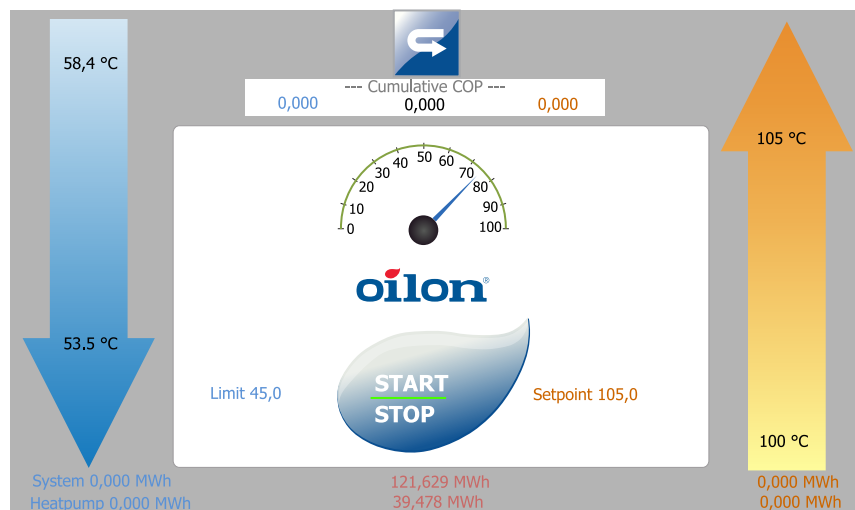 58,4 °C
--- Cumulative COP ---
0,000 0,000 0,000
105 °C
0 10 20 30 40 50 60 70 80 90 100
oilon®
53.5 °C
START
STOP
Limit 45,0
Setpoint 105,0
100 °C
System 0,000 MWh 121,629 MWh 0,000 MWh
Heatpump 0,000 MWh 39,478 MWh 0,000 MWh